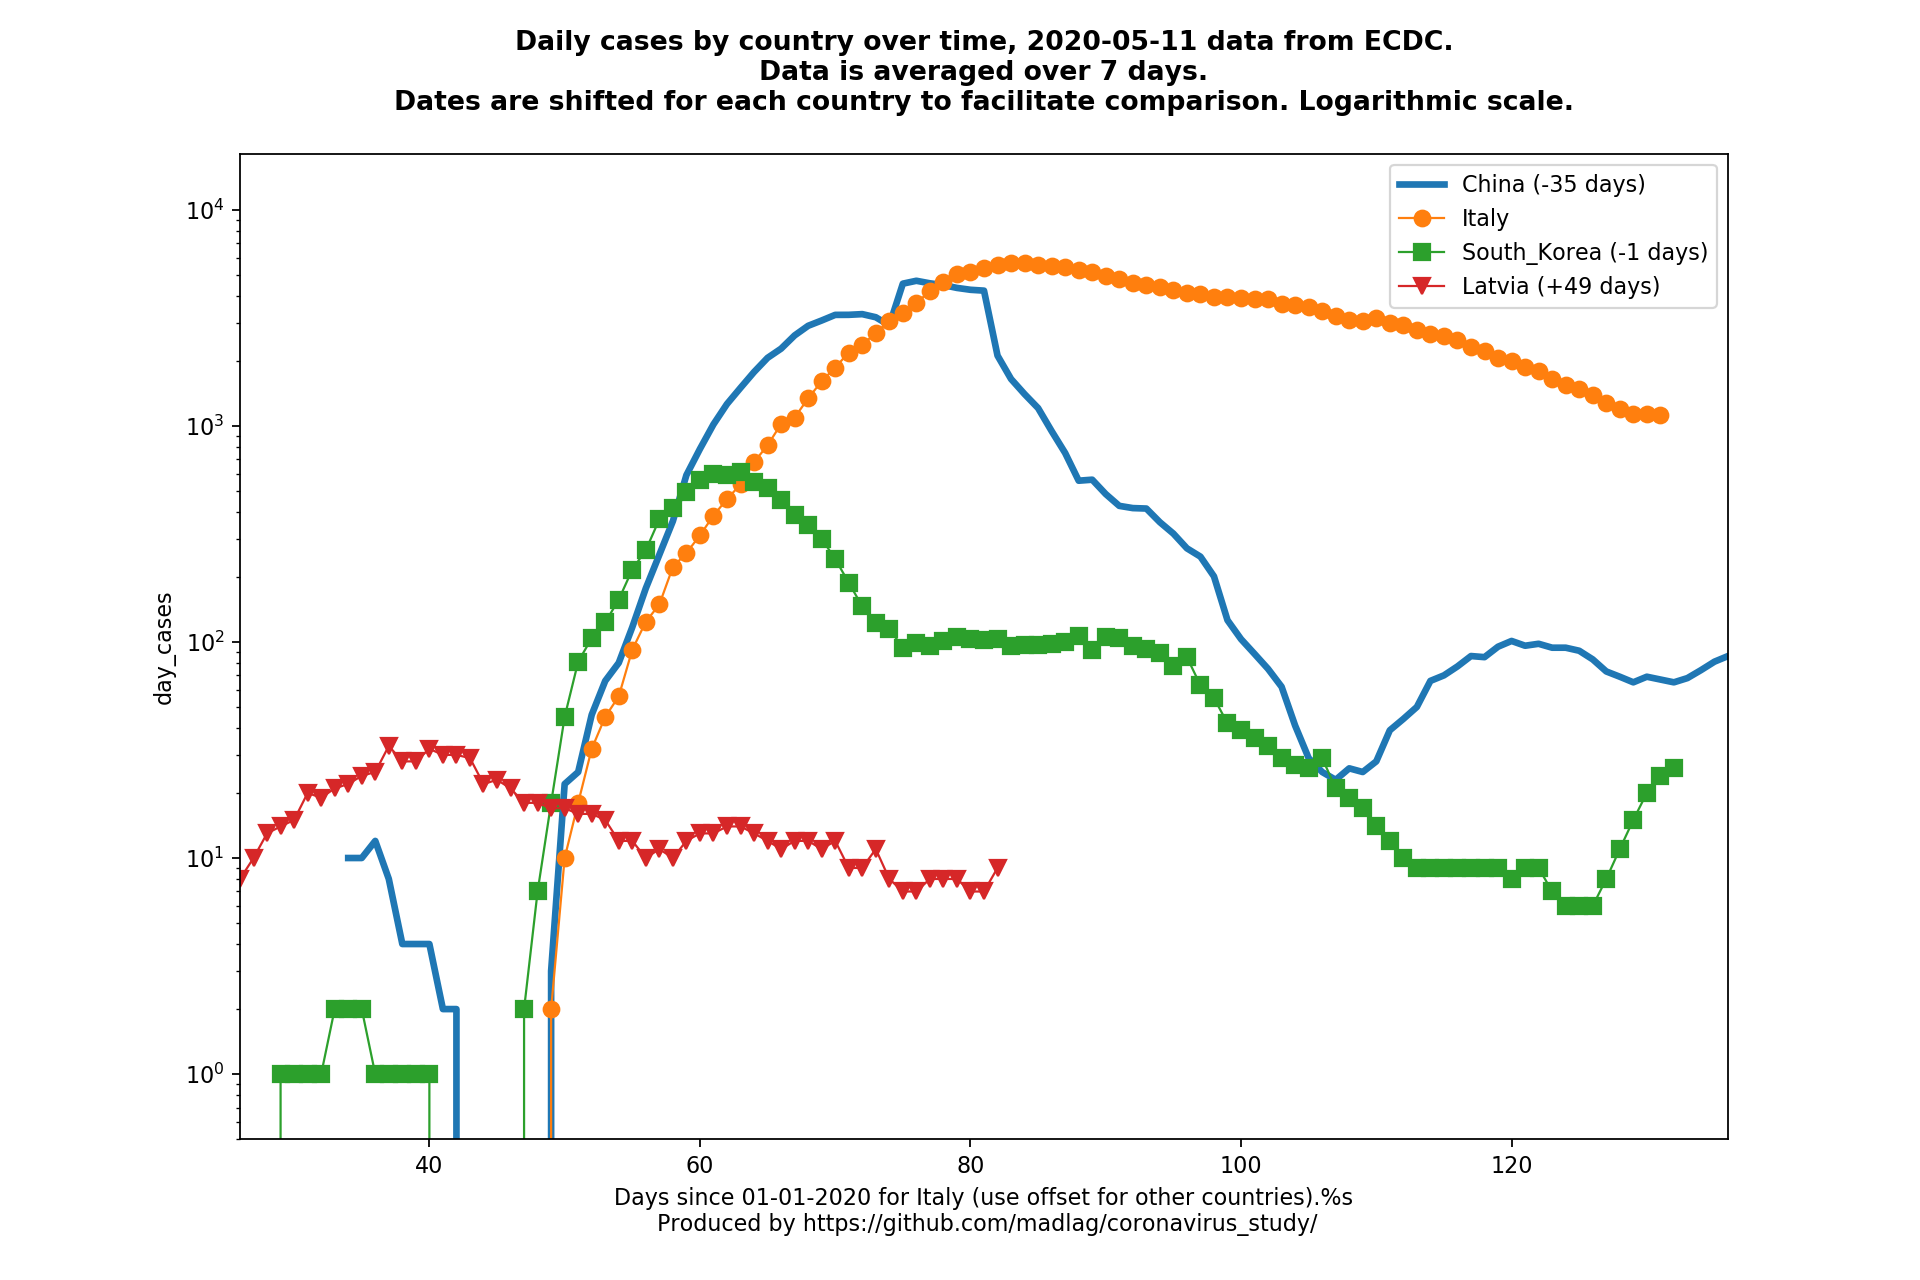 Daily cases by country over time, 2020-05-11 data from ECDC.
Data is averaged over 7 days.
Dates are shifted for each country to facilitate comparison. Logarithmic scale.
China (-35 days)
Italy
South_Korea (-1 days)
Latvia (+49 days)
day_cases
10⁴
10³
10²
10¹
10⁰
40 60 80 100 120
Days since 01-01-2020 for Italy (use offset for other countries).%s
Produced by https://github.com/madlag/coronavirus_study/